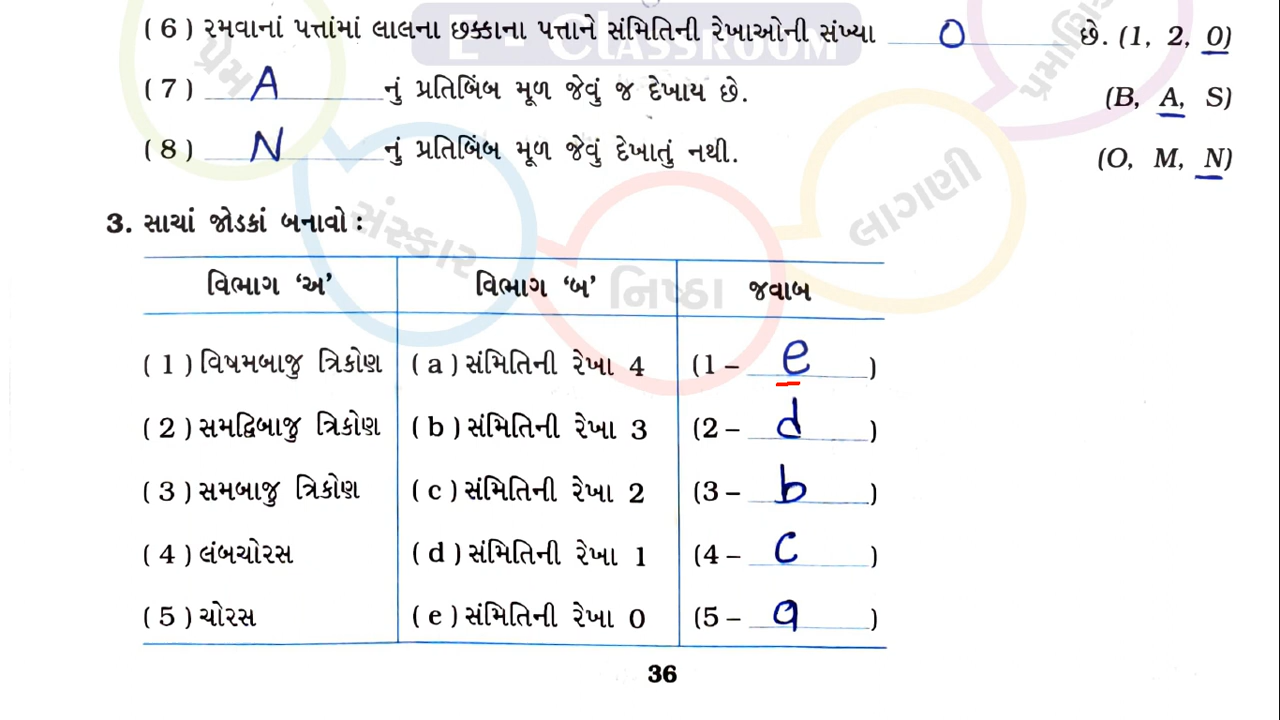 E - CLASSROOM
(6) રમવાનાં પત્તાંમાં લાલના છક્કાના પત્તાને સંમિતિની રેખાઓની સંખ્યા 0 છે. (1, 2, 0)
(7) A નું પ્રતિબિંબ મૂળ જેવું જ દેખાય છે. (B, A, S)
(8) N નું પ્રતિબિંબ મૂળ જેવું દેખાતું નથી. (O, M, N)
પ્રેમ
સંસ્કાર
નિષ્ઠા
લાગણી
3. સાચાં જોડકાં બનાવો :
વિભાગ ‘અ’ વિભાગ ‘બ’ જવાબ
(1) વિષમબાજુ ત્રિકોણ (a) સંમિતિની રેખા 4 (1 – e)
(2) સમદ્વિબાજુ ત્રિકોણ (b) સંમિતિની રેખા 3 (2 – d)
(3) સમબાજુ ત્રિકોણ (c) સંમિતિની રેખા 2 (3 – b)
(4) લંબચોરસ (d) સંમિતિની રેખા 1 (4 – c)
(5) ચોરસ (e) સંમિતિની રેખા 0 (5 – a)
36